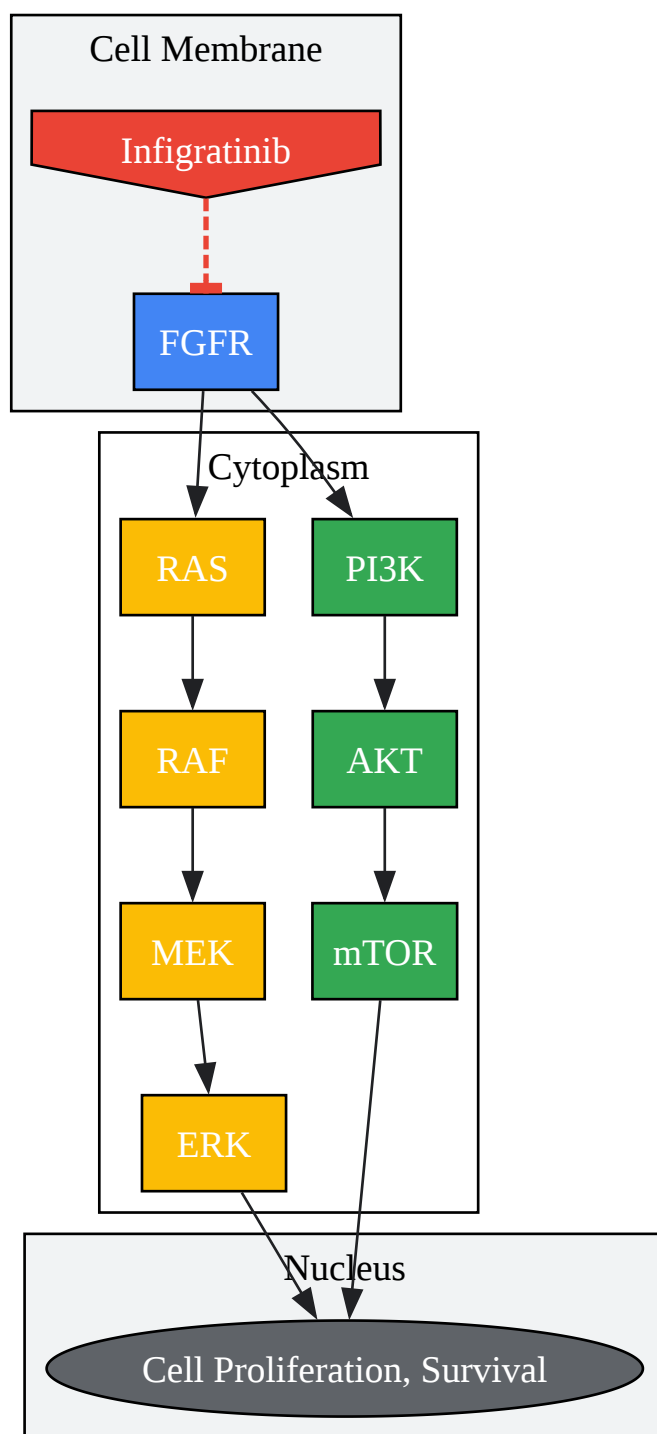 Cell Membrane
Infigratinib
FGFR
Cytoplasm
RAS
PI3K
RAF
AKT
MEK
mTOR
ERK
Nucleus
Cell Proliferation, Survival